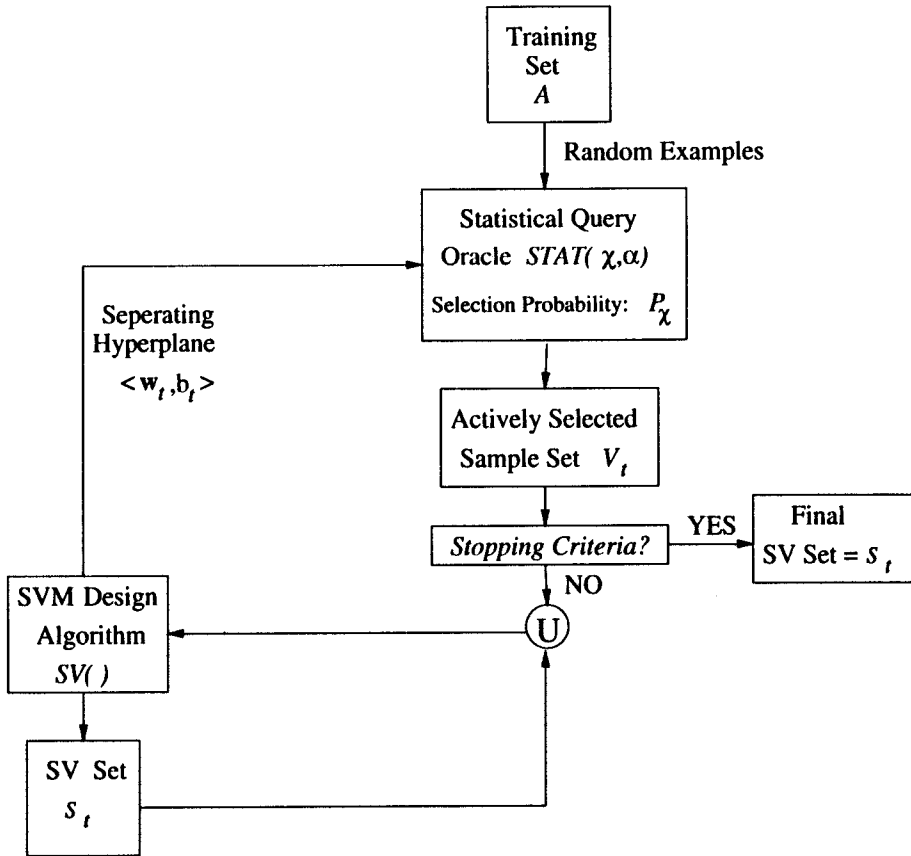 Training
Set
A
Random Examples
Statistical Query
Oracle STAT( χ,α)
Selection Probability: P_χ
Seperating
Hyperplane
< w_t ,b_t >
Actively Selected
Sample Set V_t
Stopping Criteria?
YES
Final
SV Set = S_t
NO
U
SVM Design
Algorithm
SV( )
SV Set
S_t